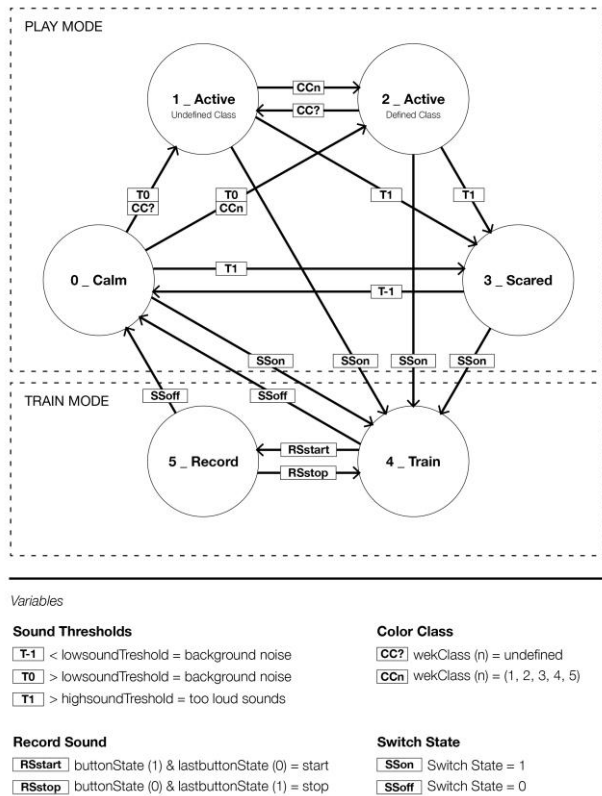 PLAY MODE
1 _ Active
Undefined Class
CCn
CC?
2 _ Active
Defined Class
T0
CC?
T0
CCn
T1
T1
0 _ Calm
T1
T-1
3 _ Scared
SSon
SSon
SSon
SSon
SSoff
SSoff
TRAIN MODE
5 _ Record
RSstart
RSstop
4 _ Train
Variables
Sound Thresholds
T-1 < lowsoundTreshold = background noise
T0 > lowsoundTreshold = background noise
T1 > highsoundTreshold = too loud sounds
Color Class
CC? wekClass (n) = undefined
CCn wekClass (n) = (1, 2, 3, 4, 5)
Record Sound
RSstart buttonState (1) & lastbuttonState (0) = start
RSstop buttonState (0) & lastbuttonState (1) = stop
Switch State
SSon Switch State = 1
SSoff Switch State = 0